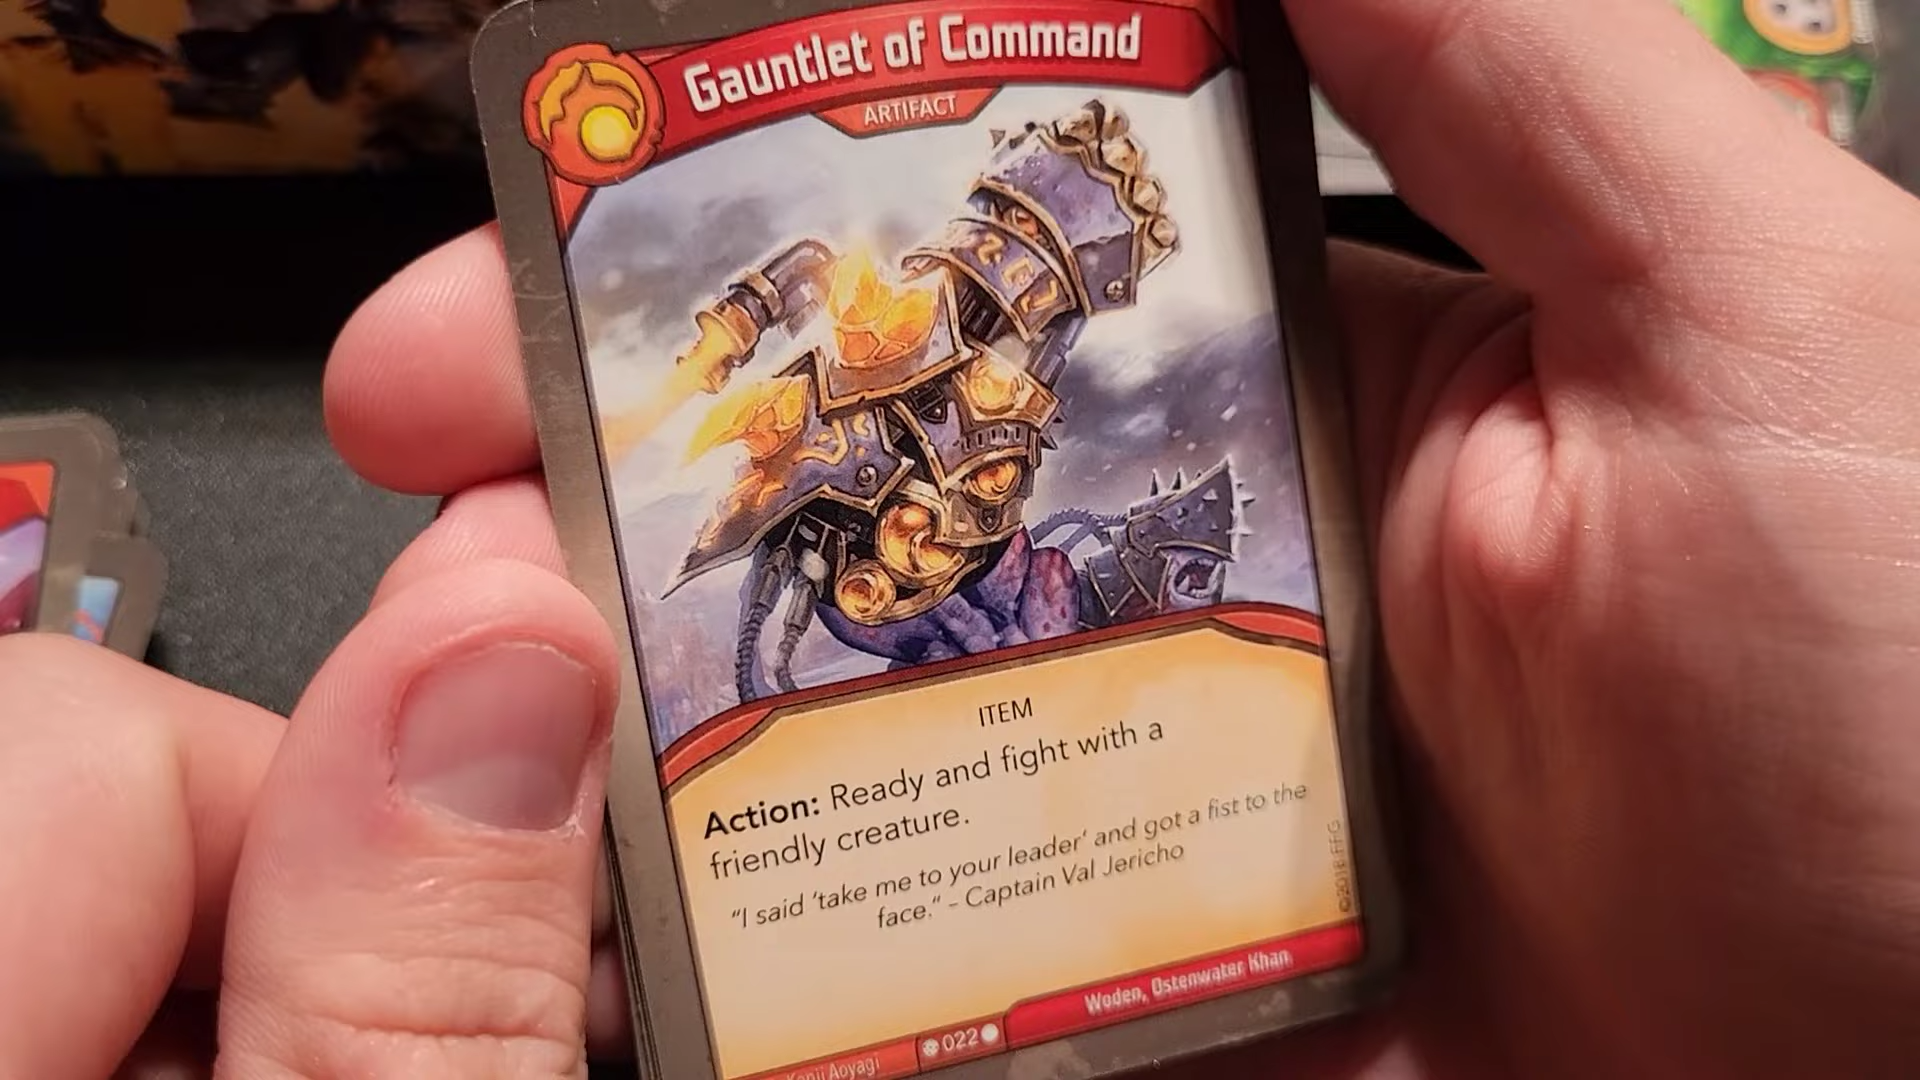 Gauntlet of Command
ARTIFACT
ITEM
Action: Ready and fight with a
friendly creature.
“I said ‘take me to your leader’ and got a fist to the
face.” – Captain Val Jericho
©2018 FFG
Woden, Ostenwater Khan
022
Kenji Aoyagi